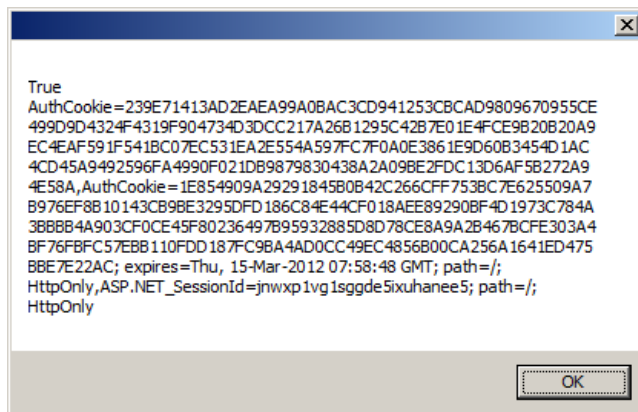 True
AuthCookie=239E71413AD2EAEA99A0BAC3CD941253CBCAD9809670955CE
499D9D4324F4319F904734D3DCC217A26B1295C42B7E01E4FCE9B20B20A9
EC4EAF591F541BC07EC531EA2E554A597FC7F0A0E3861E9D60B3454D1AC
4CD45A9492596FA4990F021DB9879830438A2A09BE2FDC13D6AF5B272A9
4E58A,AuthCookie=1E854909A29291845B0B42C266CFF753BC7E625509A7
B976EF8B10143CB9BE3295DFD186C84E44CF018AEE89290BF4D1973C784A
3BBBB4A903CF0CE45F80236497B95932885D8D78CE8A9A2B467BCFE303A4
BF76FBFC57EBB110FDD187FC9BA4AD0CC49EC4856B00CA256A1641ED475
BBE7E22AC; expires=Thu, 15-Mar-2012 07:58:48 GMT; path=/;
HttpOnly,ASP.NET_SessionId=jnwxp1vg1sggde5ixuhanee5; path=/;
HttpOnly
OK